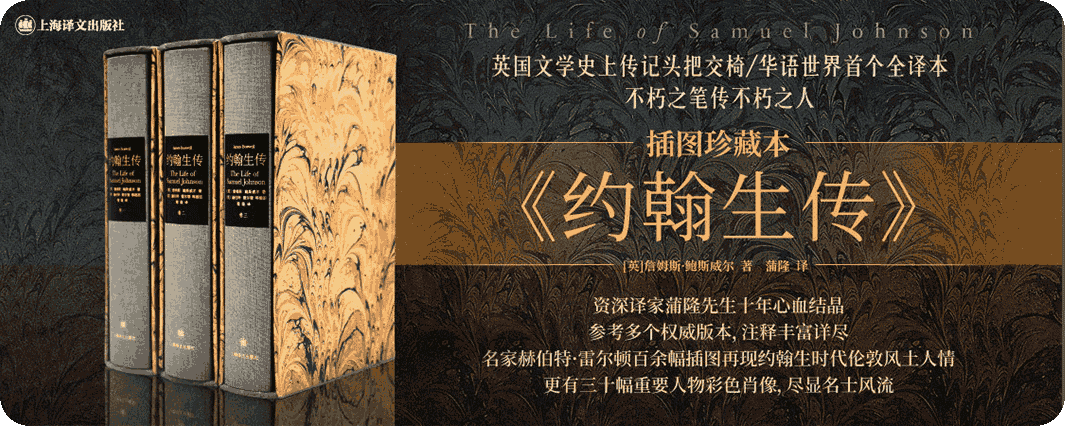 上海译文出版社
The Life of Samuel Johnson
英国文学史上传记头把交椅/华语世界首个全译本
不朽之笔传不朽之人
插图珍藏本
《约翰生传》
[英]詹姆斯·鲍斯威尔 著 蒲隆 译
资深译家蒲隆先生十年心血结晶
参考多个权威版本, 注释丰富详尽
名家赫伯特·雷尔顿百余幅插图再现约翰生时代伦敦风土人情
更有三十幅重要人物彩色肖像, 尽显名士风流
约翰生传
The Life of
Samuel Johnson
约翰生传
The Life of
Samuel Johnson
卷二
约翰生传
The Life of
Samuel Johnson
卷三